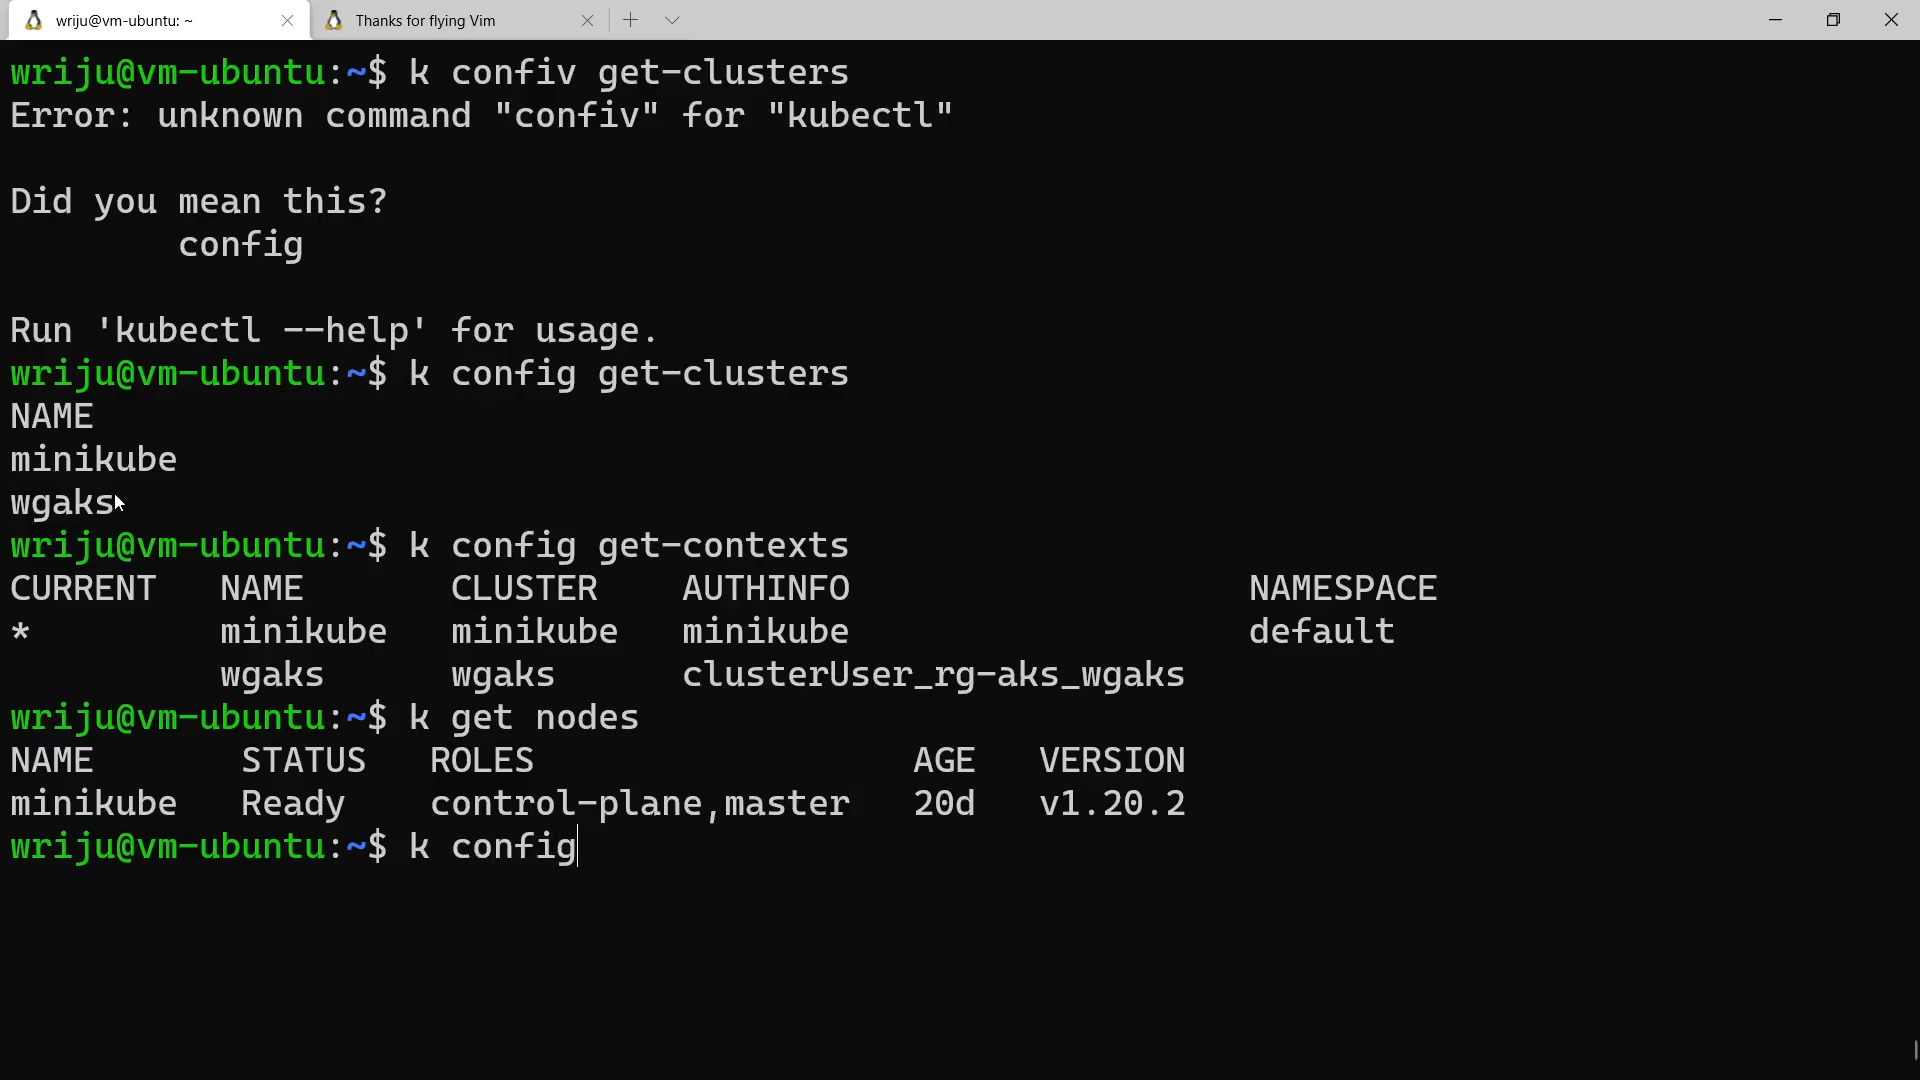 wriju@vm-ubuntu: ~
Thanks for flying Vim
wriju@vm-ubuntu:~$ k confiv get-clusters
Error: unknown command "confiv" for "kubectl"
Did you mean this?
config
Run 'kubectl --help' for usage.
wriju@vm-ubuntu:~$ k config get-clusters
NAME
minikube
wgaks
wriju@vm-ubuntu:~$ k config get-contexts
CURRENT NAME CLUSTER AUTHINFO NAMESPACE
* minikube minikube minikube default
wgaks wgaks clusterUser_rg-aks_wgaks
wriju@vm-ubuntu:~$ k get nodes
NAME STATUS ROLES AGE VERSION
minikube Ready control-plane,master 20d v1.20.2
wriju@vm-ubuntu:~$ k config